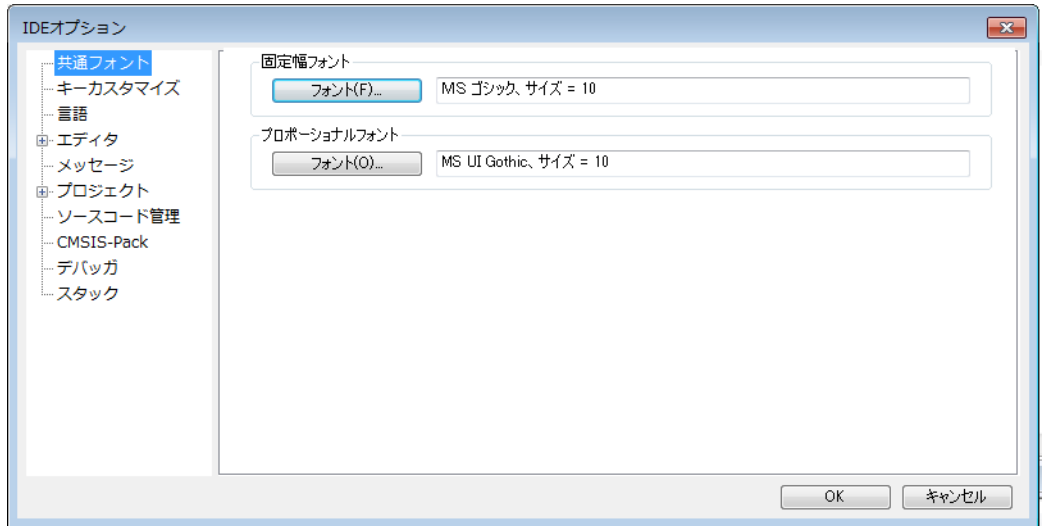 IDEオプション
共通フォント
キーカスタマイズ
言語
エディタ
メッセージ
プロジェクト
ソースコード管理
CMSIS-Pack
デバッガ
スタック
固定幅フォント
フォント(F)...
MS ゴシック、サイズ = 10
プロポーショナルフォント
フォント(O)...
MS UI Gothic、サイズ = 10
OK
キャンセル